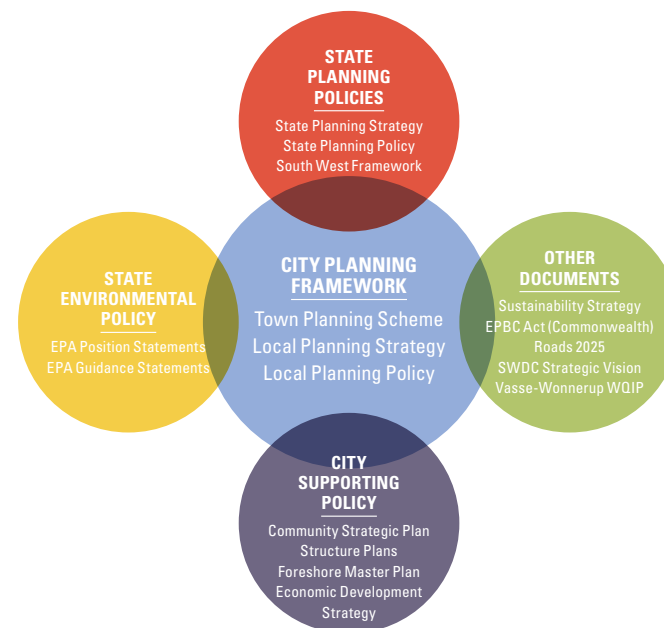 STATE
PLANNING
POLICIES
State Planning Strategy
State Planning Policy
South West Framework
STATE
ENVIRONMENTAL
POLICY
EPA Position Statements
EPA Guidance Statements
CITY PLANNING
FRAMEWORK
Town Planning Scheme
Local Planning Strategy
Local Planning Policy
OTHER
DOCUMENTS
Sustainability Strategy
EPBC Act (Commonwealth)
Roads 2025
SWDC Strategic Vision
Vasse-Wonnerup WQIP
CITY
SUPPORTING
POLICY
Community Strategic Plan
Structure Plans
Foreshore Master Plan
Economic Development
Strategy